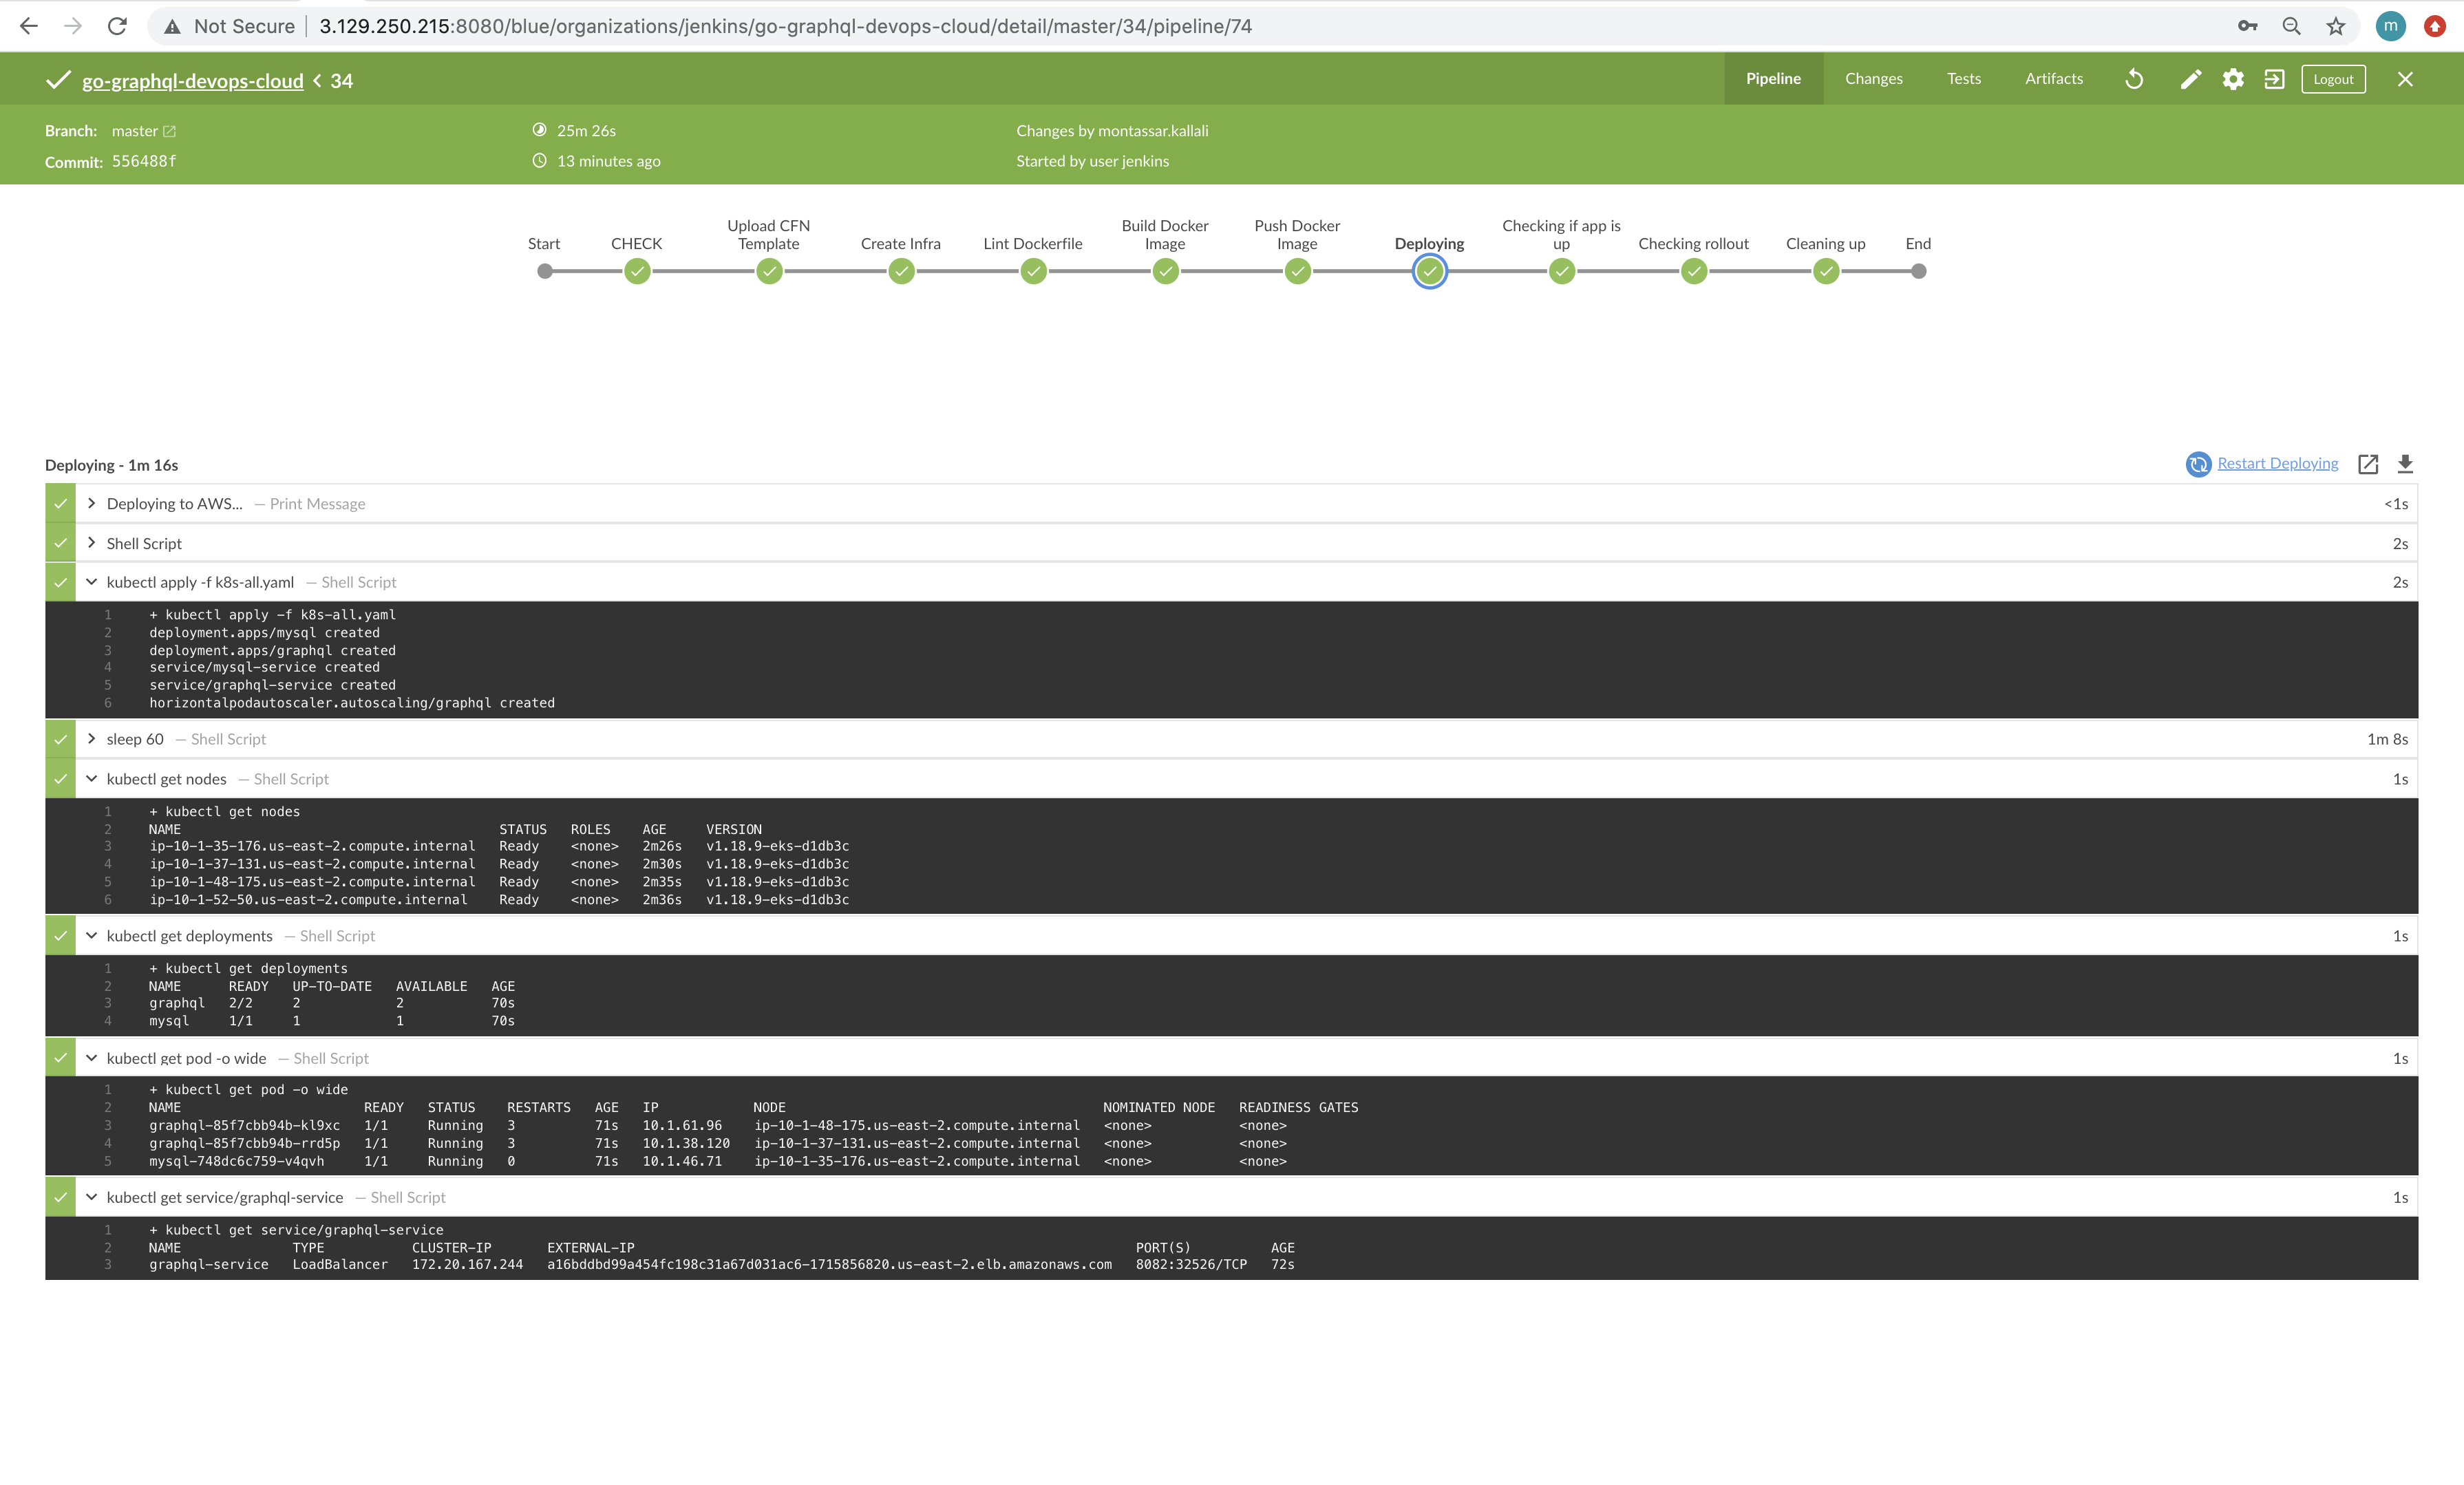 Not Secure 3.129.250.215:8080/blue/organizations/jenkins/go-graphql-devops-cloud/detail/master/34/pipeline/74 m
go-graphql-devops-cloud < 34 Pipeline Changes Tests Artifacts Logout
Branch: master 25m 26s Changes by montassar.kallali
Commit: 556488f 13 minutes ago Started by user jenkins
Start
CHECK
Upload CFN
Template
Create Infra
Lint Dockerfile
Build Docker
Image
Push Docker
Image
Deploying
Checking if app is
up
Checking rollout
Cleaning up
End
Deploying - 1m 16s Restart Deploying
Deploying to AWS... — Print Message <1s
Shell Script 2s
kubectl apply -f k8s-all.yaml — Shell Script 2s
1 + kubectl apply -f k8s-all.yaml
2 deployment.apps/mysql created
3 deployment.apps/graphql created
4 service/mysql-service created
5 service/graphql-service created
6 horizontalpodautoscaler.autoscaling/graphql created
sleep 60 — Shell Script 1m 8s
kubectl get nodes — Shell Script 1s
1 + kubectl get nodes
2 NAME STATUS ROLES AGE VERSION
3 ip-10-1-35-176.us-east-2.compute.internal Ready <none> 2m26s v1.18.9-eks-d1db3c
4 ip-10-1-37-131.us-east-2.compute.internal Ready <none> 2m30s v1.18.9-eks-d1db3c
5 ip-10-1-48-175.us-east-2.compute.internal Ready <none> 2m35s v1.18.9-eks-d1db3c
6 ip-10-1-52-50.us-east-2.compute.internal Ready <none> 2m36s v1.18.9-eks-d1db3c
kubectl get deployments — Shell Script 1s
1 + kubectl get deployments
2 NAME READY UP-TO-DATE AVAILABLE AGE
3 graphql 2/2 2 2 70s
4 mysql 1/1 1 1 70s
kubectl get pod -o wide — Shell Script 1s
1 + kubectl get pod -o wide
2 NAME READY STATUS RESTARTS AGE IP NODE NOMINATED NODE READINESS GATES
3 graphql-85f7cbb94b-kl9xc 1/1 Running 3 71s 10.1.61.96 ip-10-1-48-175.us-east-2.compute.internal <none> <none>
4 graphql-85f7cbb94b-rrd5p 1/1 Running 3 71s 10.1.38.120 ip-10-1-37-131.us-east-2.compute.internal <none> <none>
5 mysql-748dc6c759-v4qvh 1/1 Running 0 71s 10.1.46.71 ip-10-1-35-176.us-east-2.compute.internal <none> <none>
kubectl get service/graphql-service — Shell Script 1s
1 + kubectl get service/graphql-service
2 NAME TYPE CLUSTER-IP EXTERNAL-IP PORT(S) AGE
3 graphql-service LoadBalancer 172.20.167.244 a16bddbd99a454fc198c31a67d031ac6-1715856820.us-east-2.elb.amazonaws.com 8082:32526/TCP 72s